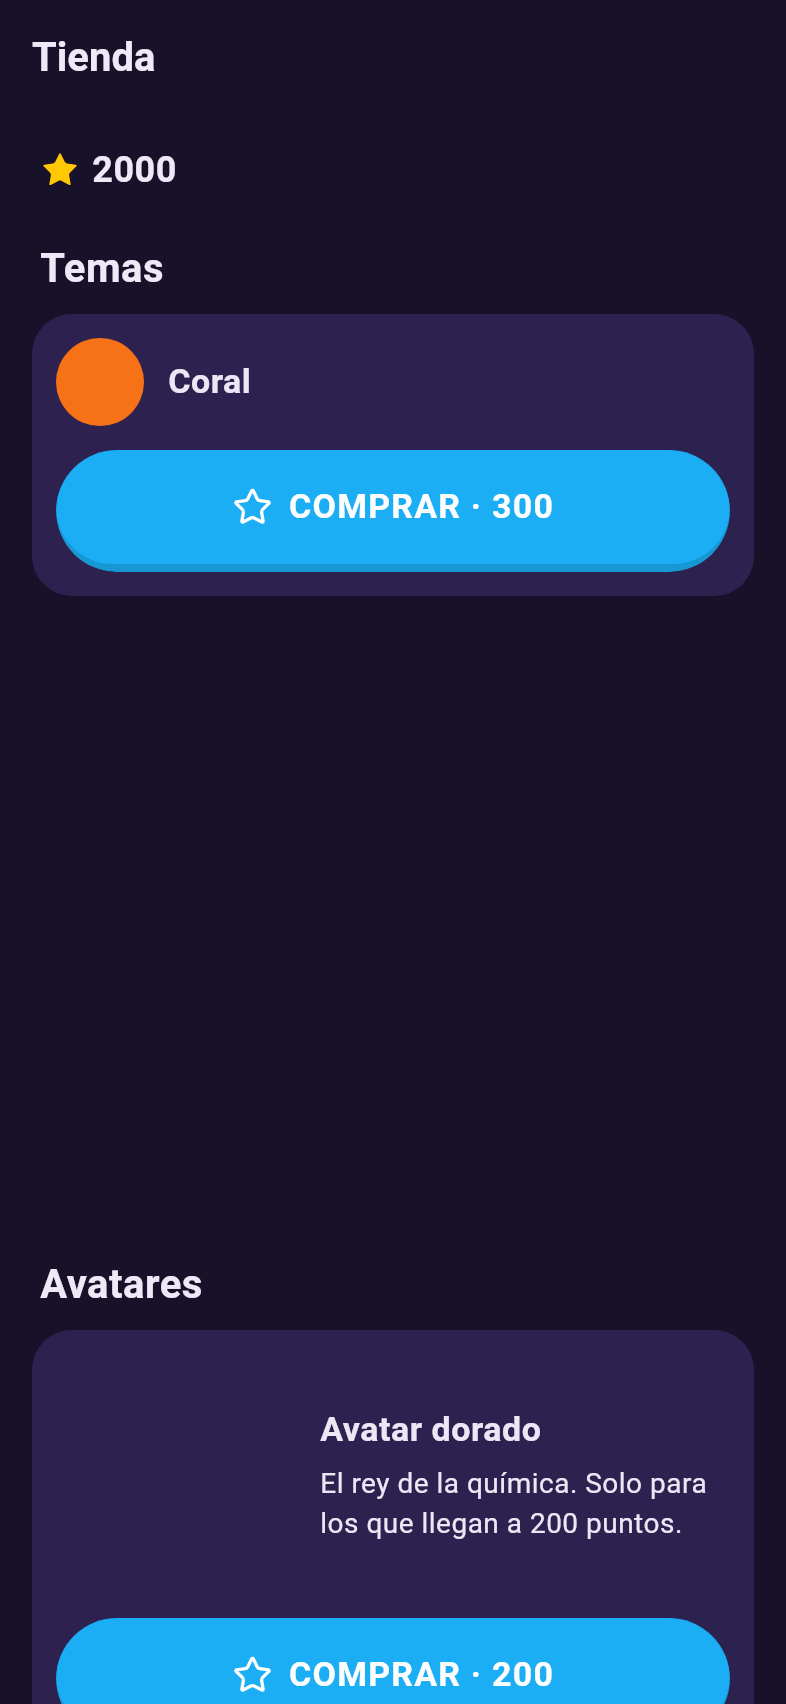 Tienda
2000
Temas
Coral
COMPRAR · 300
Avatares
Avatar dorado
El rey de la química. Solo para
los que llegan a 200 puntos.
COMPRAR · 200